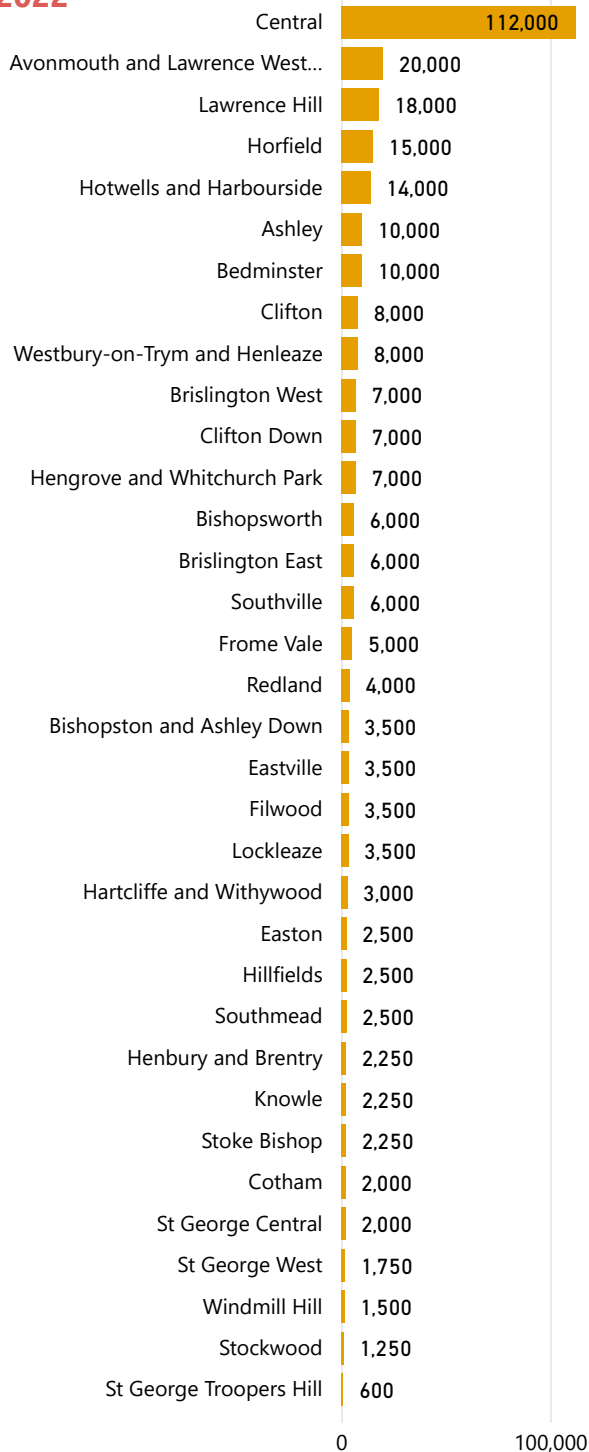 2022
Central 112,000
Avonmouth and Lawrence West... 20,000
Lawrence Hill 18,000
Horfield 15,000
Hotwells and Harbourside 14,000
Ashley 10,000
Bedminster 10,000
Clifton 8,000
Westbury-on-Trym and Henleaze 8,000
Brislington West 7,000
Clifton Down 7,000
Hengrove and Whitchurch Park 7,000
Bishopsworth 6,000
Brislington East 6,000
Southville 6,000
Frome Vale 5,000
Redland 4,000
Bishopston and Ashley Down 3,500
Eastville 3,500
Filwood 3,500
Lockleaze 3,500
Hartcliffe and Withywood 3,000
Easton 2,500
Hillfields 2,500
Southmead 2,500
Henbury and Brentry 2,250
Knowle 2,250
Stoke Bishop 2,250
Cotham 2,000
St George Central 2,000
St George West 1,750
Windmill Hill 1,500
Stockwood 1,250
St George Troopers Hill 600
0 100,000